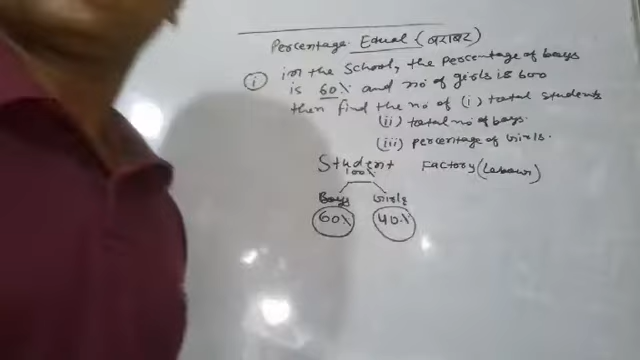 Percentage Equal (बराबर)
(i) in the School, the percentage of boys
is 60% and no of girls is 600
then find the no of (i) total students
(ii) total no of boys.
(iii) percentage of Girls.
Student Factory (Labour)
100%
Boys Girls
60% 40%